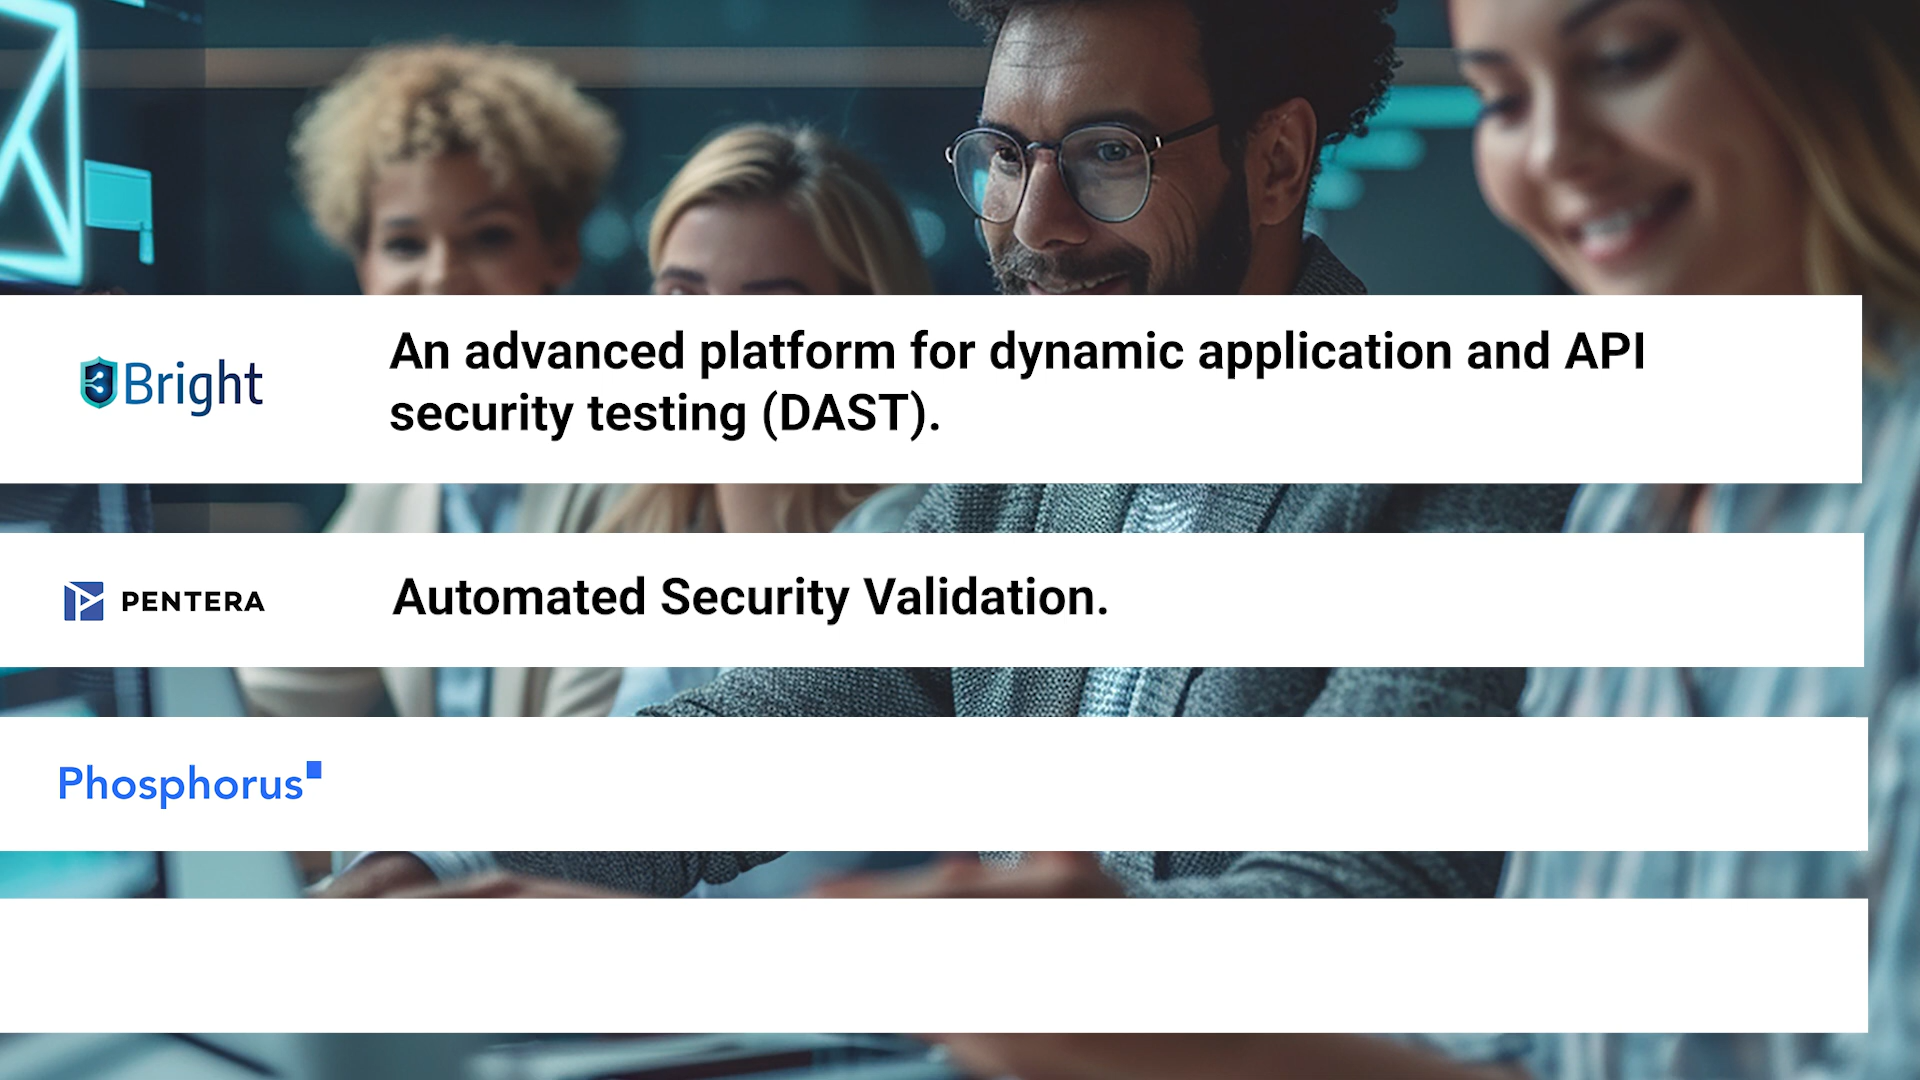 Bright
An advanced platform for dynamic application and API
security testing (DAST).
PENTERA
Automated Security Validation.
Phosphorus